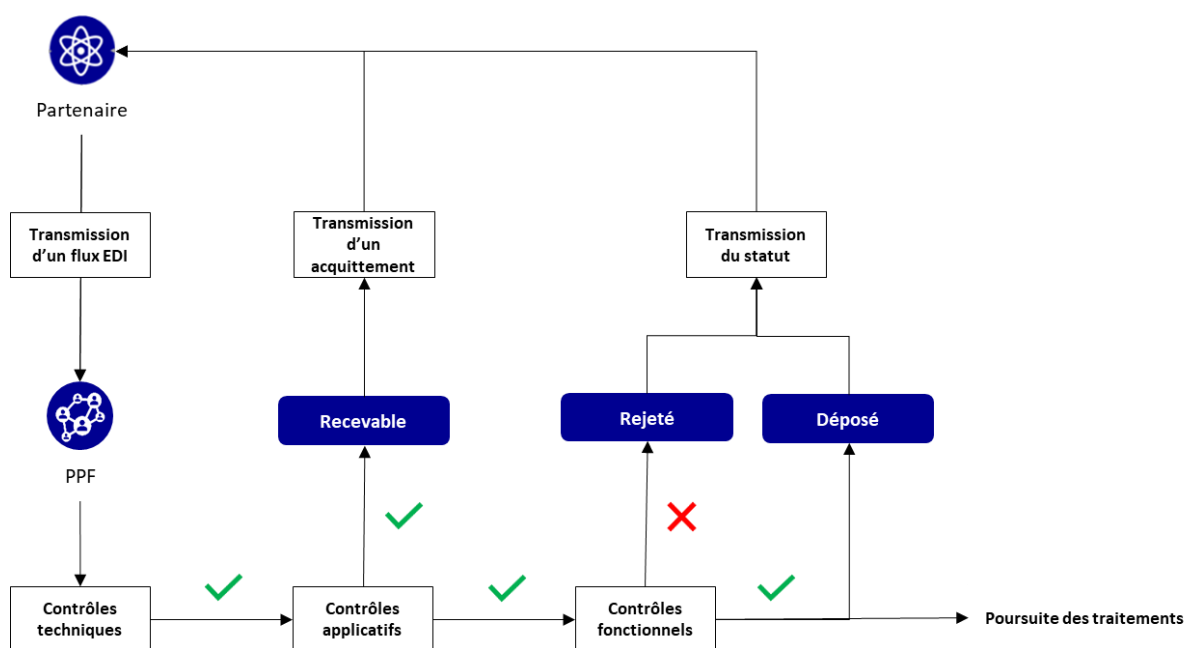 Partenaire
Transmission
d'un flux EDI
Transmission
d'un
acquittement
Transmission
du statut
Recevable
Rejeté
Déposé
PPF
Contrôles
techniques
Contrôles
applicatifs
Contrôles
fonctionnels
Poursuite des traitements